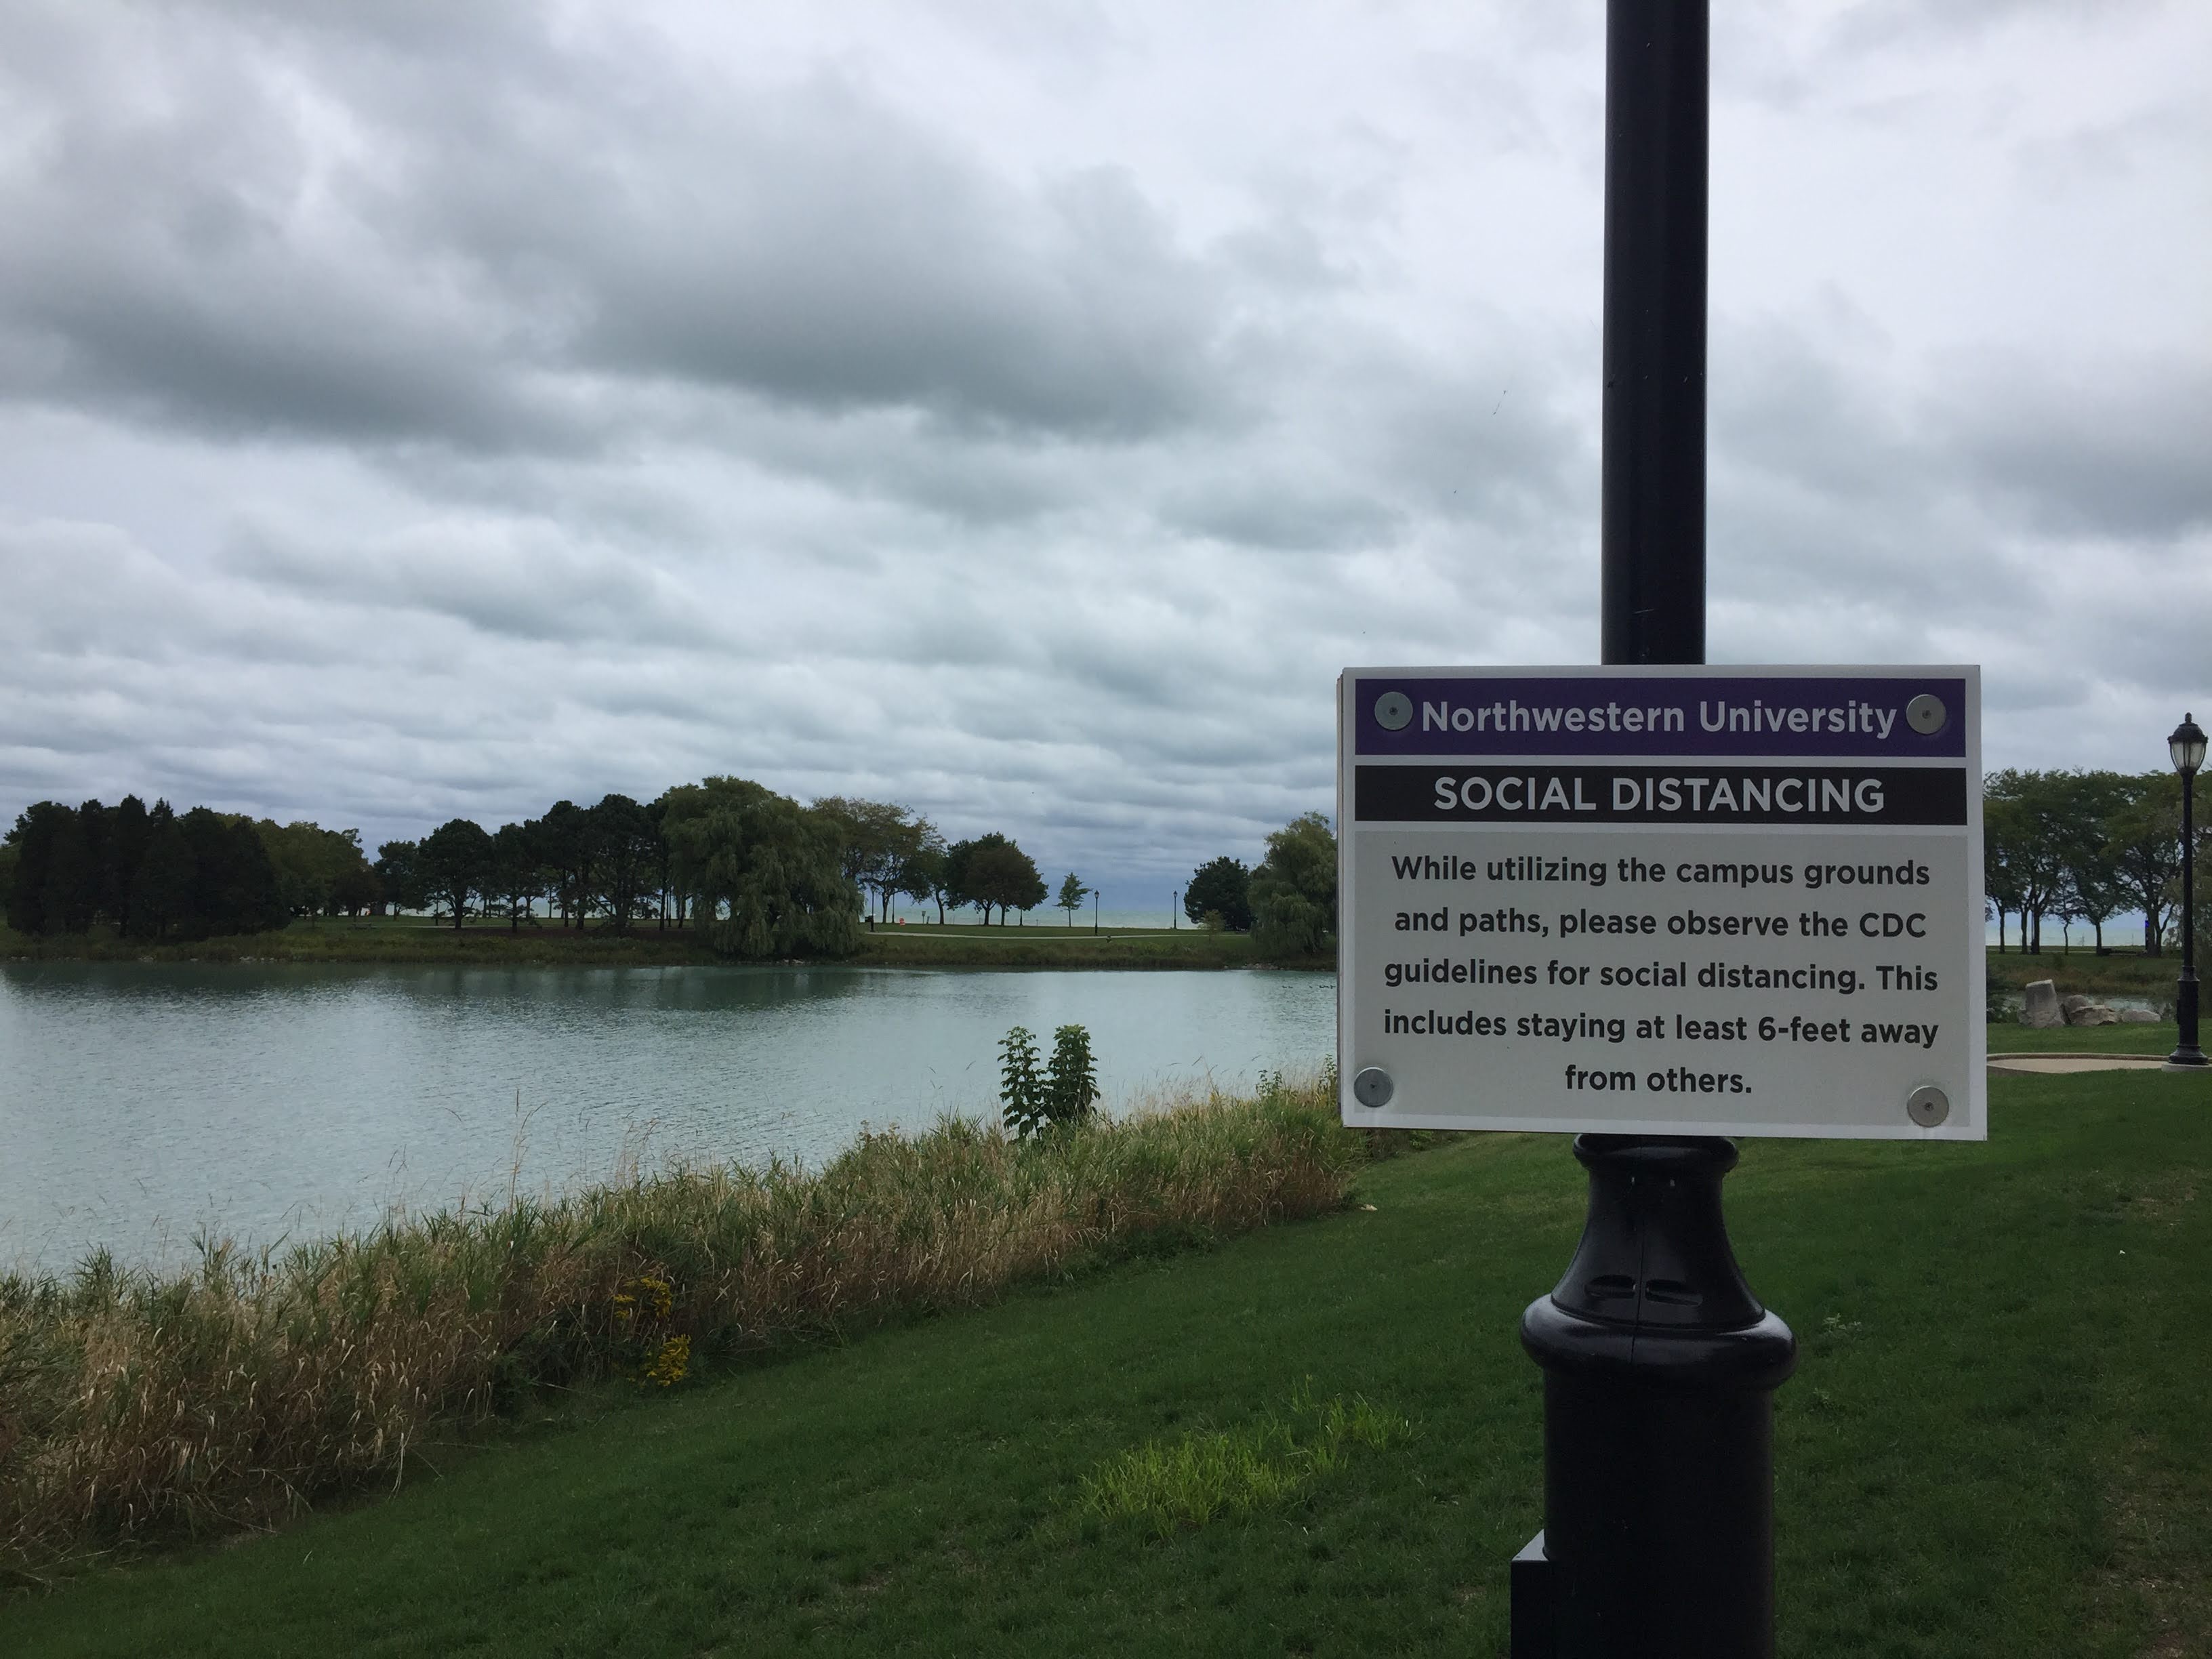 Northwestern University
SOCIAL DISTANCING
While utilizing the campus grounds
and paths, please observe the CDC
guidelines for social distancing. This
includes staying at least 6-feet away
from others.